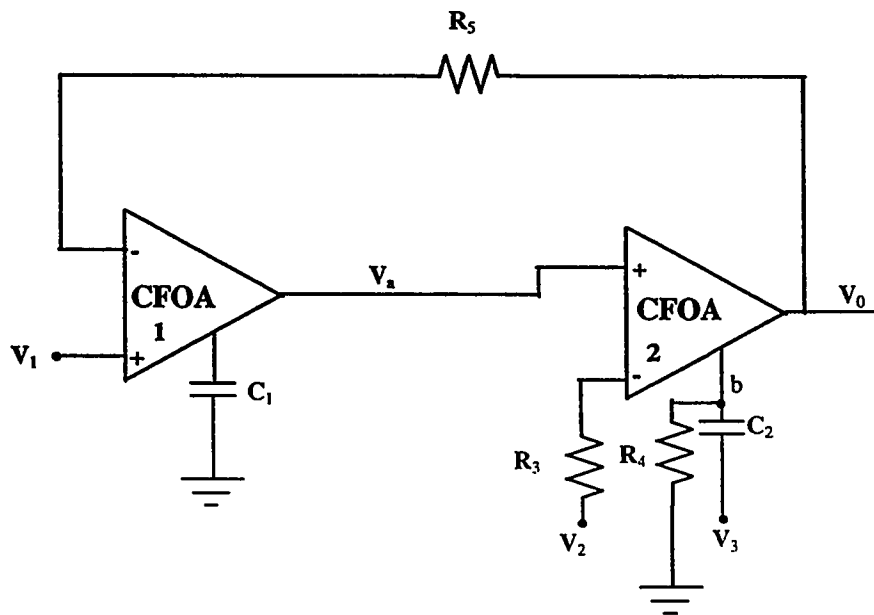 R₅
-
CFOA
1
V₁
+
C₁
Vₐ
+
CFOA
2
-
V₀
b
C₂
R₃
R₄
V₂
V₃